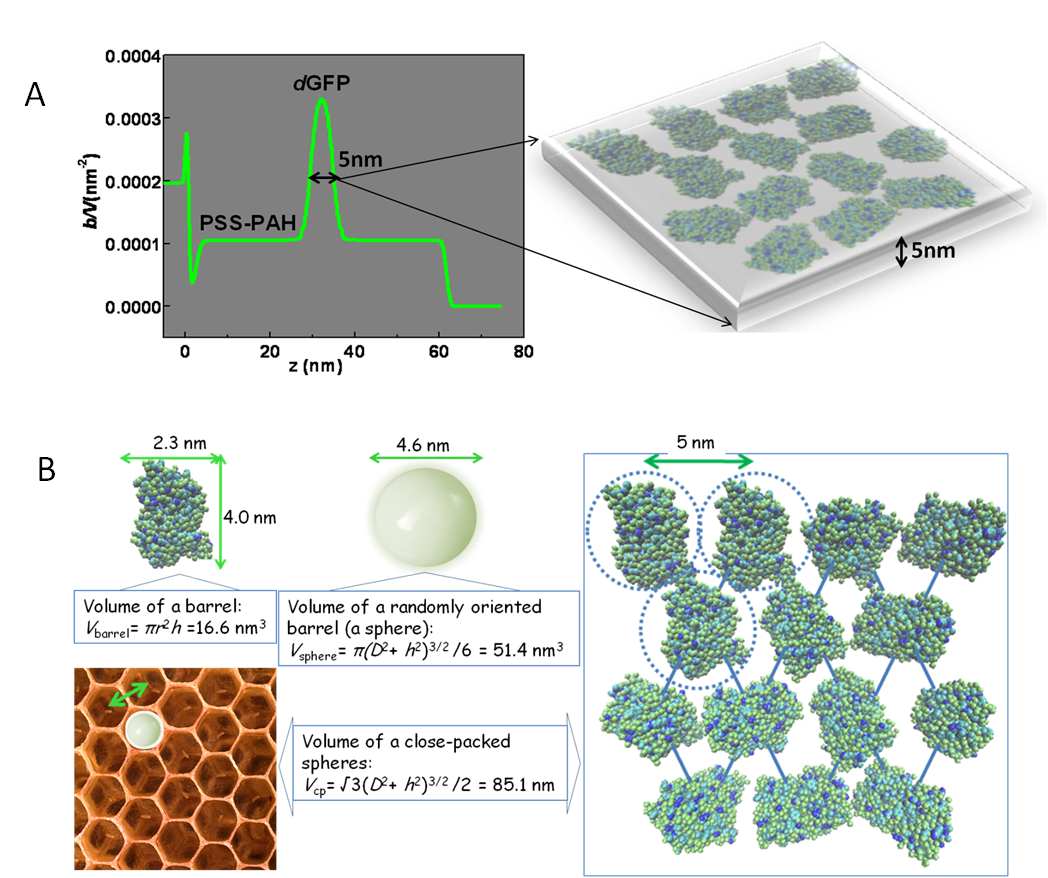 A
0.0004
0.0003
0.0002
0.0001
0.0000
b/V(nm⁻²)
dGFP
5nm
PSS-PAH
0
20
40
60
80
z (nm)
5nm
B
2.3 nm
4.0 nm
4.6 nm
5 nm
Volume of a barrel:
Vbarrel= πr²h =16.6 nm³
Volume of a randomly oriented
barrel (a sphere):
Vsphere= π(D²+ h²)³/²/6 = 51.4 nm³
Volume of a close-packed
spheres:
Vcp=√3(D²+ h²)³/²/2 = 85.1 nm